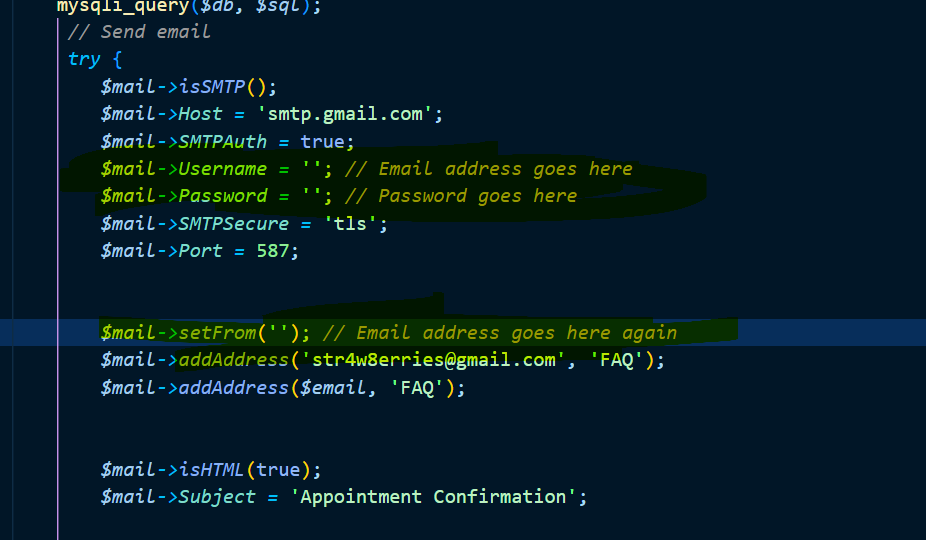 mysqli_query($db, $sql);
// Send email
try {
$mail->isSMTP();
$mail->Host = 'smtp.gmail.com';
$mail->SMTPAuth = true;
$mail->Username = ''; // Email address goes here
$mail->Password = ''; // Password goes here
$mail->SMTPSecure = 'tls';
$mail->Port = 587;
$mail->setFrom(''); // Email address goes here again
$mail->addAddress('str4w8erries@gmail.com', 'FAQ');
$mail->addAddress($email, 'FAQ');
$mail->isHTML(true);
$mail->Subject = 'Appointment Confirmation';